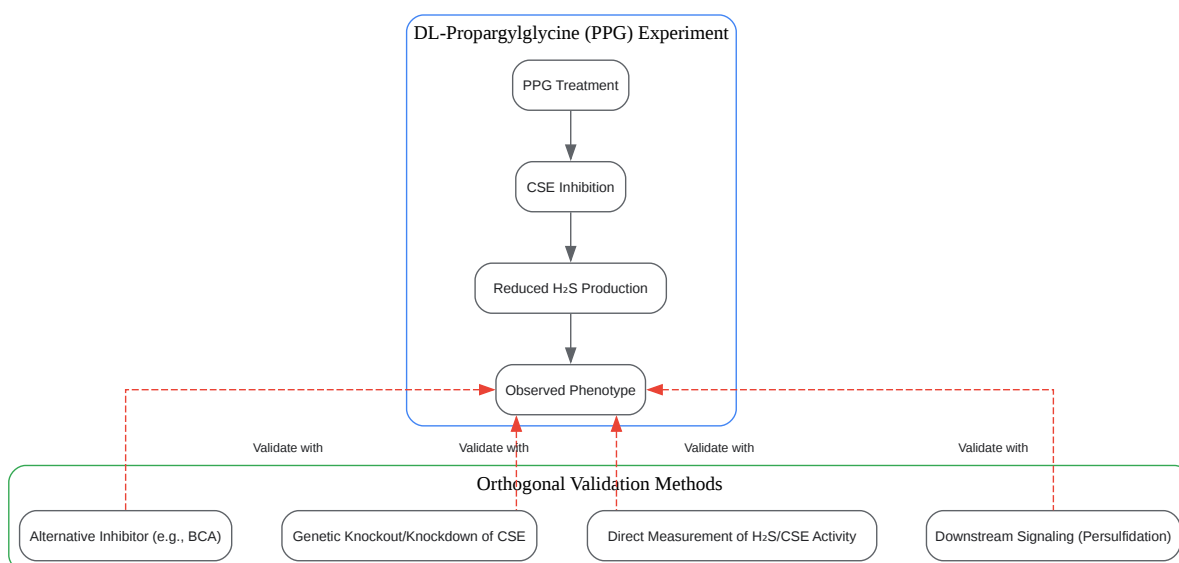 DL-Propargylglycine (PPG) Experiment
PPG Treatment
CSE Inhibition
Reduced H₂S Production
Observed Phenotype
Validate with
Validate with
Validate with
Validate with
Orthogonal Validation Methods
Alternative Inhibitor (e.g., BCA)
Genetic Knockout/Knockdown of CSE
Direct Measurement of H₂S/CSE Activity
Downstream Signaling (Persulfidation)